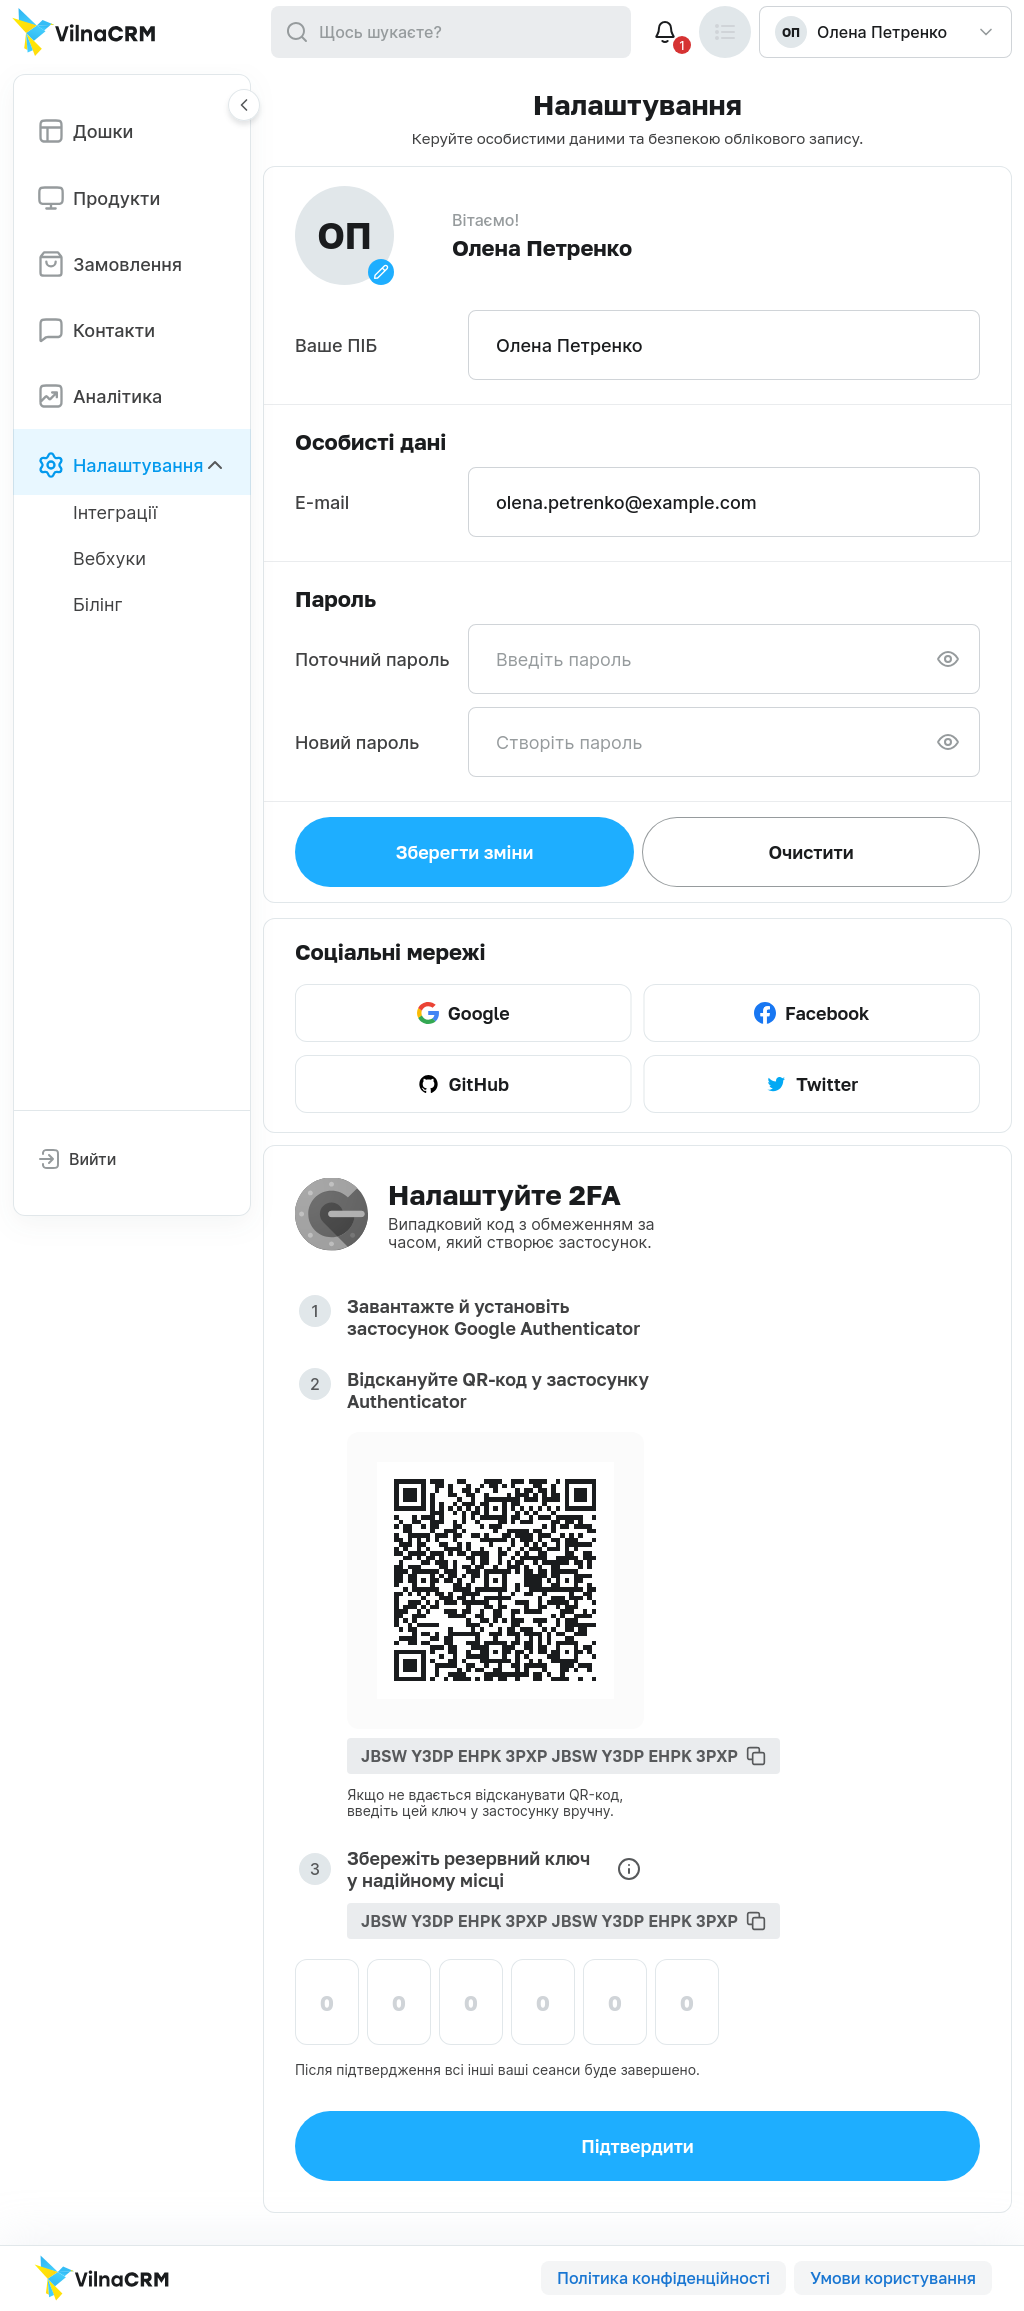 VilnaCRM
Щось шукаєте?
1
ОП
Олена Петренко
Дошки
Продукти
Замовлення
Контакти
Аналітика
Налаштування
Інтеграції
Вебхуки
Білінг
Вийти
Налаштування
Керуйте особистими даними та безпекою облікового запису.
ОП
Вітаємо!
Олена Петренко
Ваше ПІБ
Олена Петренко
Особисті дані
E-mail
olena.petrenko@example.com
Пароль
Поточний пароль
Введіть пароль
Новий пароль
Створіть пароль
Зберегти зміни
Очистити
Соціальні мережі
Google
Facebook
GitHub
Twitter
Налаштуйте 2FA
Випадковий код з обмеженням за
часом, який створює застосунок.
1
Завантажте й установіть
застосунок Google Authenticator
2
Відскануйте QR-код у застосунку
Authenticator
JBSW Y3DP EHPK 3PXP JBSW Y3DP EHPK 3PXP
Якщо не вдається відсканувати QR-код,
введіть цей ключ у застосунку вручну.
3
Збережіть резервний ключ
у надійному місці
JBSW Y3DP EHPK 3PXP JBSW Y3DP EHPK 3PXP
0 0 0 0 0 0
Після підтвердження всі інші ваші сеанси буде завершено.
Підтвердити
VilnaCRM
Політика конфіденційності
Умови користування